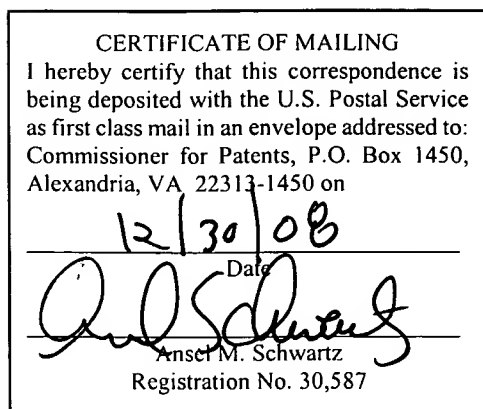 CERTIFICATE OF MAILING
I hereby certify that this correspondence is
being deposited with the U.S. Postal Service
as first class mail in an envelope addressed to:
Commissioner for Patents, P.O. Box 1450,
Alexandria, VA 22313-1450 on
12/30/08
Date
Ansel M. Schwartz
Registration No. 30,587